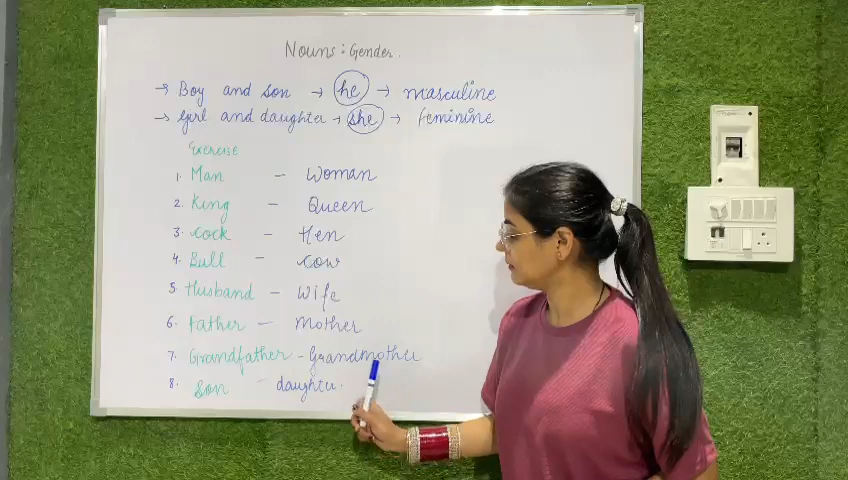 Nouns: Gender.
→ Boy and son → he → masculine
→ Girl and daughter → she → feminine
Exercise
1. Man - Woman
2. King - Queen
3. Cock - Hen
4. Bull - Cow
5 Husband - Wife
6. Father - Mother
7. Grandfather - Grandmother
8. Son - daughter.